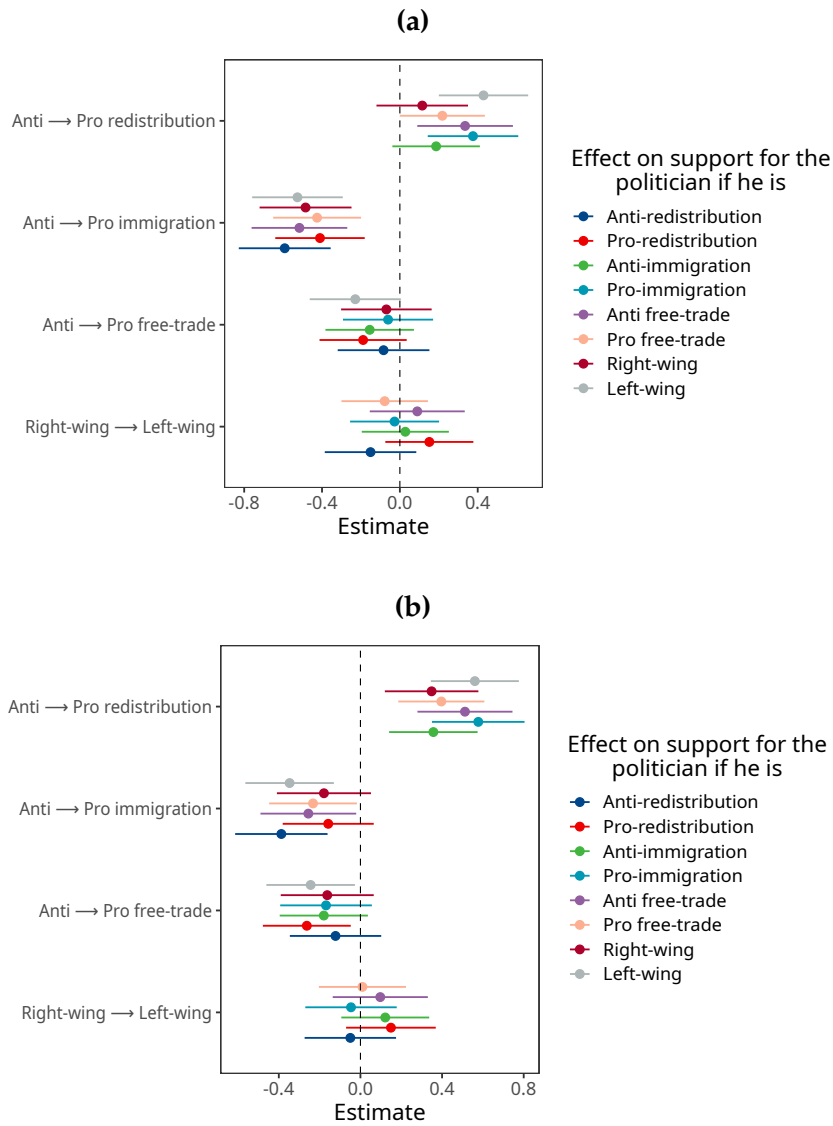 (a)
Anti → Pro redistribution
Anti → Pro immigration
Anti → Pro free-trade
Right-wing → Left-wing
-0.8 -0.4 0.0 0.4
Estimate
Effect on support for the
politician if he is
Anti-redistribution
Pro-redistribution
Anti-immigration
Pro-immigration
Anti free-trade
Pro free-trade
Right-wing
Left-wing
(b)
Anti → Pro redistribution
Anti → Pro immigration
Anti → Pro free-trade
Right-wing → Left-wing
-0.4 0.0 0.4 0.8
Estimate
Effect on support for the
politician if he is
Anti-redistribution
Pro-redistribution
Anti-immigration
Pro-immigration
Anti free-trade
Pro free-trade
Right-wing
Left-wing